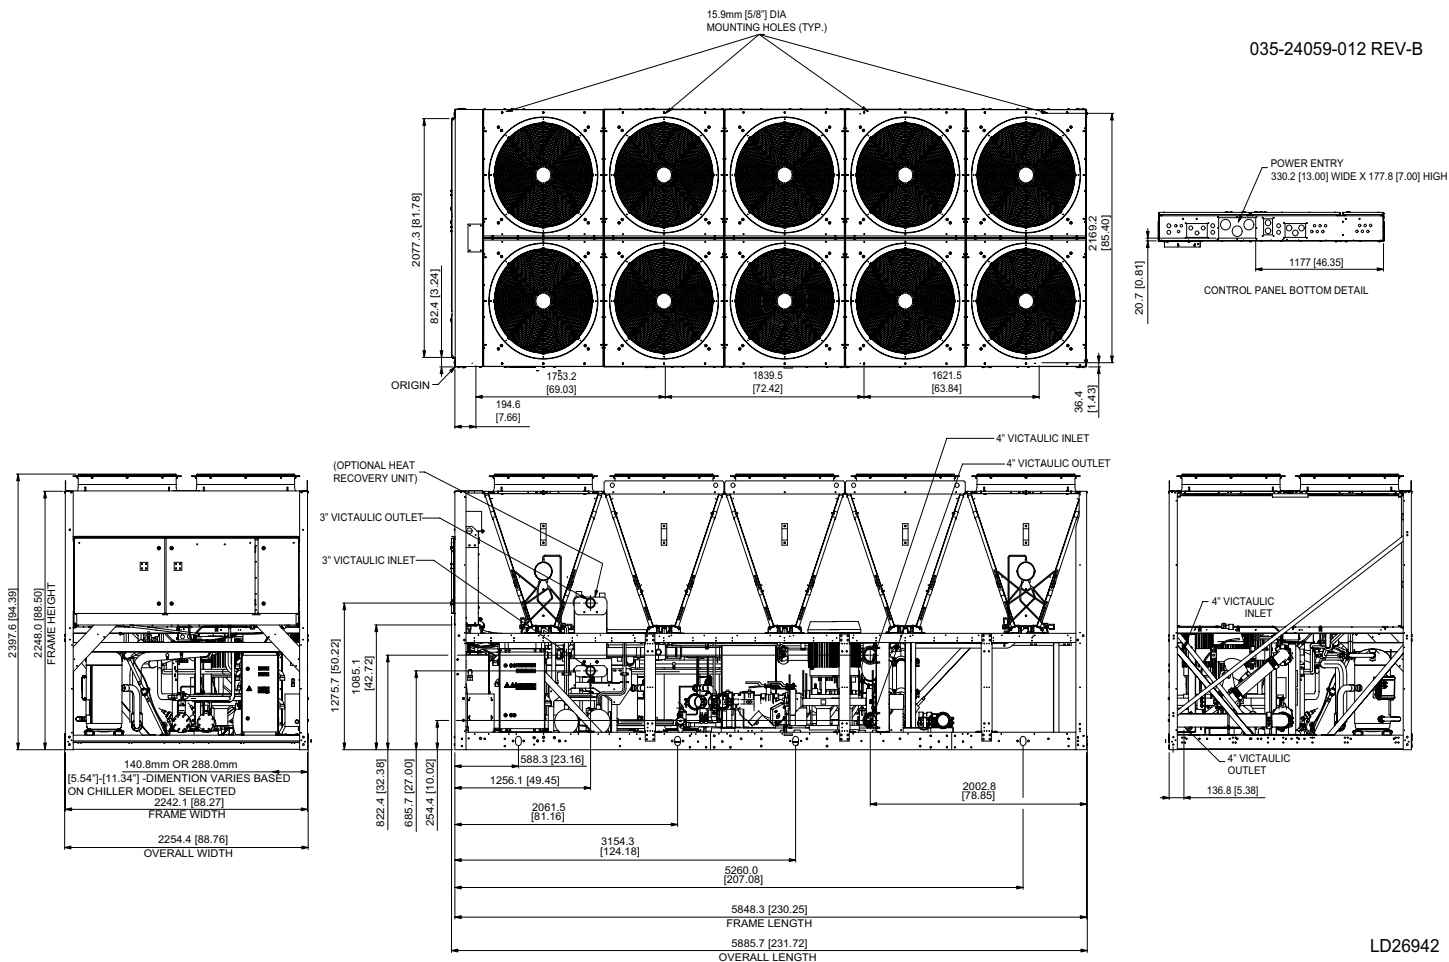 15.9mm [5/8"] DIA
MOUNTING HOLES (TYP.)
035-24059-012 REV-B
2077.3 [81.78]
82.4 [3.24]
2169.2
[85.40]
ORIGIN
1753.2
[69.03]
1839.5
[72.42]
1621.5
[63.84]
194.6
[7.66]
36.4
[1.43]
POWER ENTRY
330.2 [13.00] WIDE X 177.8 [7.00] HIGH
20.7 [0.81]
1177 [46.35]
CONTROL PANEL BOTTOM DETAIL
2397.6 [94.39]
2248.0 [88.50]
FRAME HEIGHT
140.8mm OR 288.0mm
[5.54"]-[11.34"] -DIMENTION VARIES BASED
ON CHILLER MODEL SELECTED
2242.1 [88.27]
FRAME WIDTH
2254.4 [88.76]
OVERALL WIDTH
(OPTIONAL HEAT
RECOVERY UNIT)
3" VICTAULIC OUTLET
3" VICTAULIC INLET
4" VICTAULIC INLET
4" VICTAULIC OUTLET
1275.7 [50.22]
1085.1
[42.72]
822.4 [32.38]
685.7 [27.00]
254.4 [10.02]
588.3 [23.16]
1256.1 [49.45]
2061.5
[81.16]
3154.3
[124.18]
2002.8
[78.85]
5260.0
[207.08]
5848.3 [230.25]
FRAME LENGTH
5885.7 [231.72]
OVERALL LENGTH
4" VICTAULIC
INLET
4" VICTAULIC
OUTLET
136.8 [5.38]
LD26942